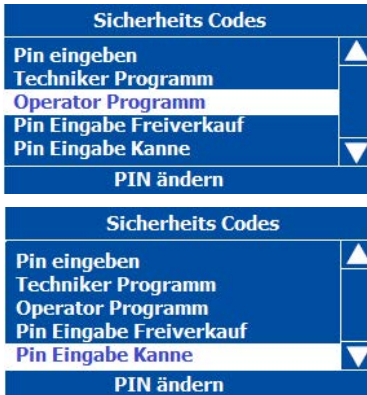 Sicherheits Codes
Pin eingeben
Techniker Programm
Operator Programm
Pin Eingabe Freiverkauf
Pin Eingabe Kanne
PIN ändern
Sicherheits Codes
Pin eingeben
Techniker Programm
Operator Programm
Pin Eingabe Freiverkauf
Pin Eingabe Kanne
PIN ändern